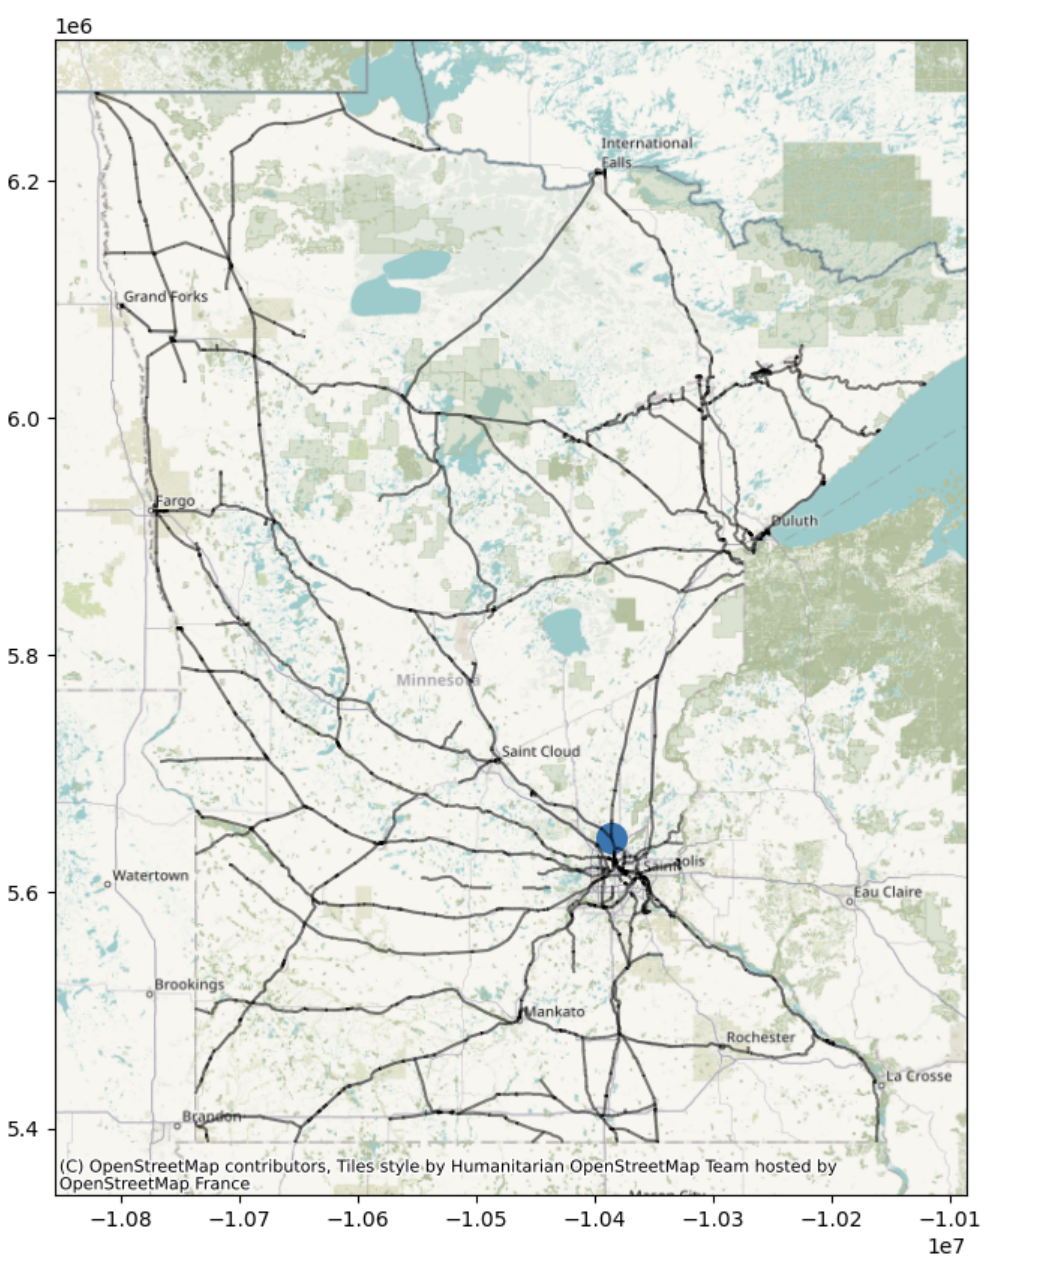 1e6
International
Falls
6.2
Grand Forks
6.0
Fargo
Duluth
5.8
Minnesota
Saint Cloud
Saint
olis
5.6
Watertown
Eau Claire
Brookings
Mankato
Rochester
La Crosse
5.4
Brandon
(C) OpenStreetMap contributors, Tiles style by Humanitarian OpenStreetMap Team hosted by
OpenStreetMap France
Mason City
−1.08 −1.07 −1.06 −1.05 −1.04 −1.03 −1.02 −1.01
1e7